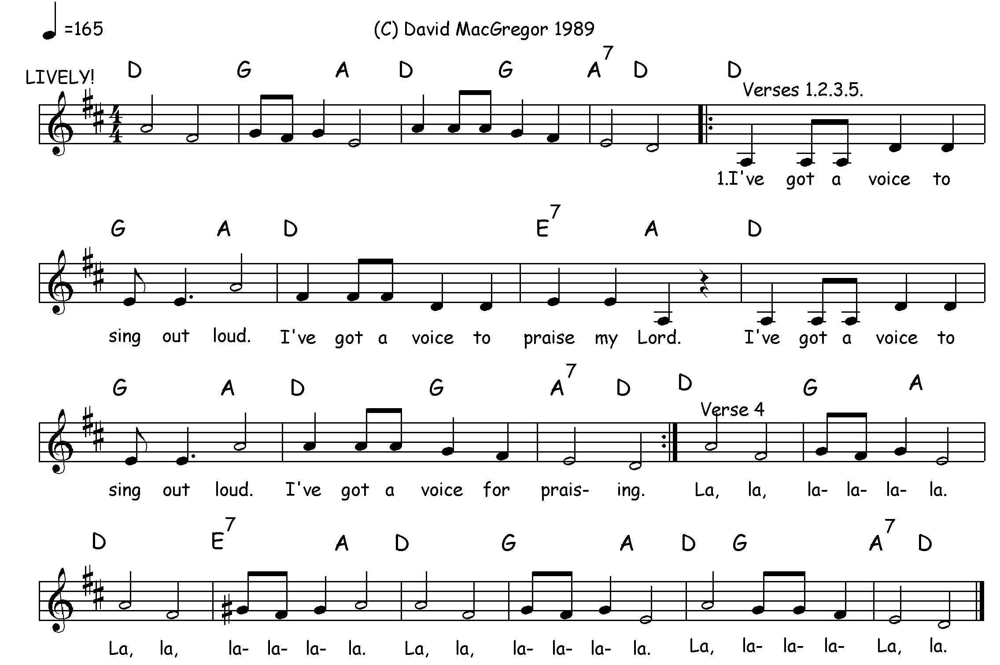 =165 (C) David MacGregor 1989
LIVELY! D G A D G A7 D D
Verses 1.2.3.5.
4
4
1.I've got a voice to
G A D E7 A D
sing out loud. I've got a voice to praise my Lord. I've got a voice to
G A D G A7 D D G A
Verse 4
sing out loud. I've got a voice for prais- ing. La, la, la- la- la- la.
D E7 A D G A D G A7 D
La, la, la- la- la- la. La, la, la- la- la- la. La, la- la- la- La, la.